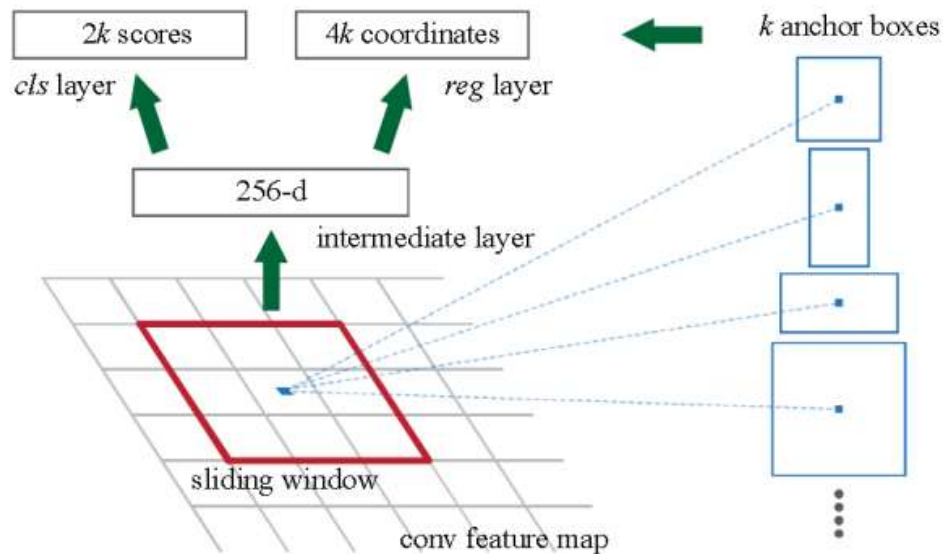 2k scores
4k coordinates
k anchor boxes
cls layer
reg layer
256-d
intermediate layer
sliding window
conv feature map